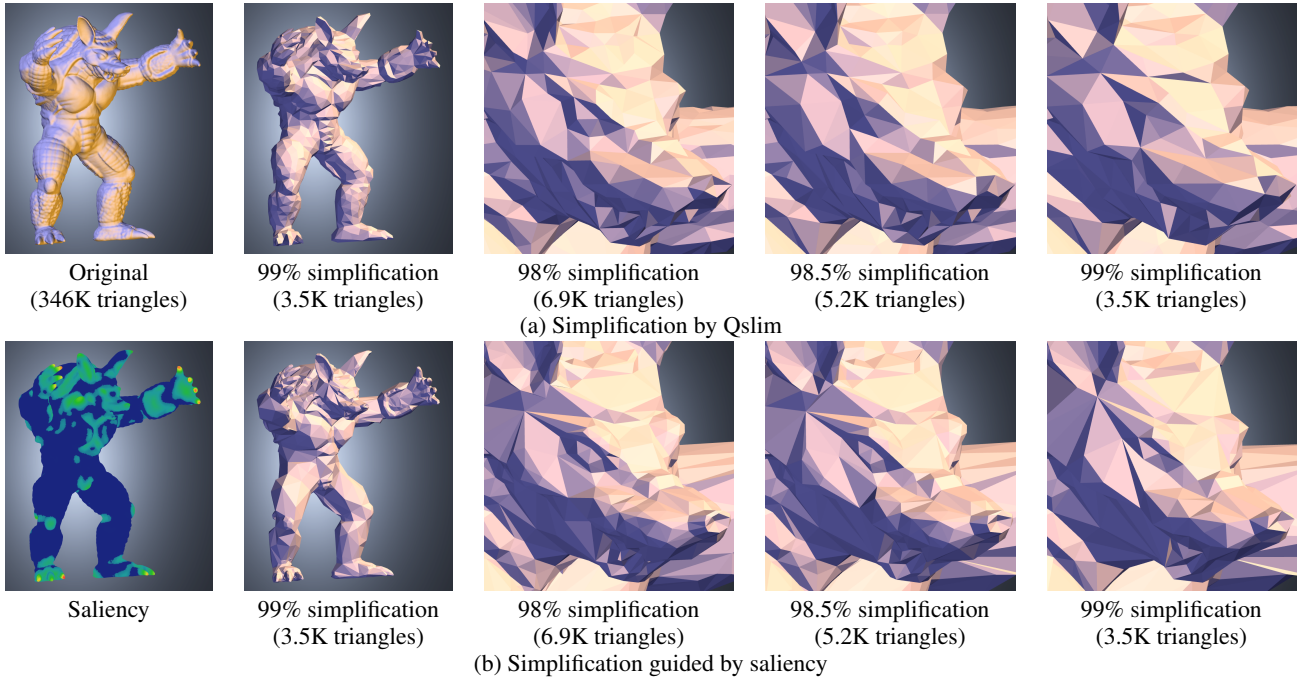 Original
(346K triangles)
99% simplification
(3.5K triangles)
98% simplification
(6.9K triangles)
98.5% simplification
(5.2K triangles)
99% simplification
(3.5K triangles)
(a) Simplification by Qslim
Saliency
99% simplification
(3.5K triangles)
98% simplification
(6.9K triangles)
98.5% simplification
(5.2K triangles)
99% simplification
(3.5K triangles)
(b) Simplification guided by saliency